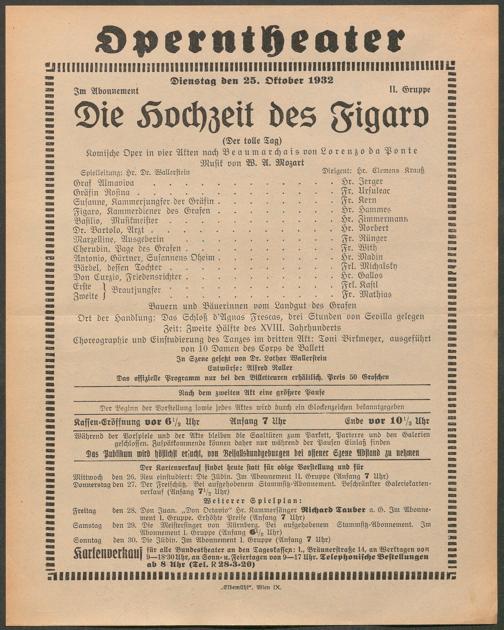 Operntheater
Dienstag den 25. Oktober 1932
Im Abonnement II. Gruppe
Die Hochzeit des Figaro
(Der tolle Tag)
Komische Oper in vier Akten nach Beaumarchais von Lorenzo da Ponte
Musik von W. A. Mozart
Spielleitung: Hr. Dr. Wallerstein Dirigent: Hr. Clemens Krauß
Graf Almaviva . . . . . . . . . . Hr. Jerger
Gräfin Rosina . . . . . . . . . . Fr. Ursuleac
Susanne, Kammerjungfer der Gräfin . . . . . . . . . . Fr. Kern
Figaro, Kammerdiener des Grafen . . . . . . . . . . Hr. Hammes
Basilio, Musikmeister . . . . . . . . . . Hr. Zimmermann
Dr. Bartolo, Arzt . . . . . . . . . . Hr. Norbert
Marzelline, Ausgeberin . . . . . . . . . . Fr. Rünger
Cherubin, Page des Grafen . . . . . . . . . . Fr. With
Antonio, Gärtner, Susannens Oheim . . . . . . . . . . Hr. Madin
Bärbel, dessen Tochter . . . . . . . . . . Frl. Michalsky
Don Curzio, Friedensrichter . . . . . . . . . . Hr. Gallos
Erste } Brautjungfer . . . . . . . . . . Frl. Kastl
Zweite } . . . . . . . . . . Fr. Mathias
Bauern und Bäuerinnen vom Landgut des Grafen
Ort der Handlung: Das Schloß d'Agnas Frescas, drei Stunden von Sevilla gelegen
Zeit: Zweite Hälfte des XVIII. Jahrhunderts
Choreographie und Einstudierung des Tanzes im dritten Akt: Toni Birkmeyer, ausgeführt
von 10 Damen des Corps de Ballett
In Szene gesetzt von Dr. Lothar Wallerstein
Entwürfe: Alfred Roller
Das offizielle Programm nur bei den Billetteuren erhältlich. Preis 50 Groschen
Nach dem zweiten Akt eine größere Pause
Der Beginn der Vorstellung sowie jedes Aktes wird durch ein Glockenzeichen bekanntgegeben
Kassen-Eröffnung vor 6½ Uhr Anfang 7 Uhr Ende vor 10½ Uhr
Während der Vorspiele und der Akte bleiben die Saaltüren zum Parkett, Parterre und den Galerien
geschlossen. Zuspätkommende können daher nur während der Pausen Einlaß finden
Das Publikum wird höflichst ersucht, von Beifallskundgebungen bei offener Szene Abstand zu nehmen
Der Kartenverkauf findet heute statt für obige Vorstellung und für
Mittwoch den 26. Neu einstudiert: Die Jüdin. Im Abonnement II. Gruppe (Anfang 7 Uhr)
Donnerstag den 27. Der Freischütz. Bei aufgehobenem Stammsitz-Abonnement. Beschränkter Galeriekarten-
verkauf (Anfang 7½ Uhr)
Weiterer Spielplan:
Freitag den 28. Don Juan. „Don Octavio“ Hr. Kammersänger Richard Tauber a. G. Im Abonne-
ment I. Gruppe. Erhöhte Preise (Anfang 7 Uhr)
Samstag den 29. Die Meistersinger von Nürnberg. Bei aufgehobenem Stammsitz-Abonnement. Im
Abonnement I. Gruppe (Anfang 6½ Uhr)
Sonntag den 30. Die Jüdin. Im Abonnement I. Gruppe (Anfang 7 Uhr)
Kartenverkauf für alle Bundestheater an den Tageskassen: I., Bräunerstraße 14, an Werktagen von
9—18'30 Uhr, an Sonn- u. Feiertagen von 9—17 Uhr. Telephonische Bestellungen
ab 8 Uhr (Tel. R 28-3-20)
„Elbemühl“, Wien IX.